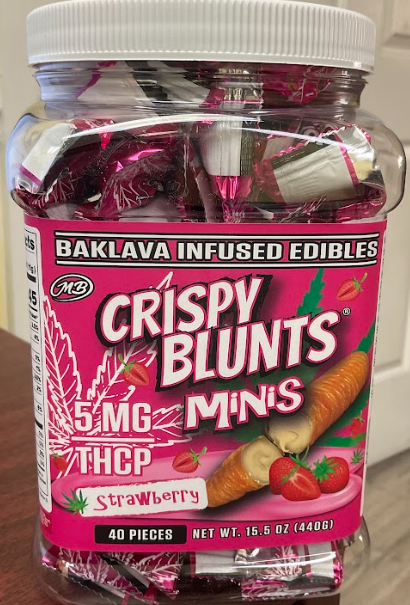 BAKLAVA INFUSED EDIBLES
MB
CRISPY
BLUNTS®
MiNiS
5 MG
THCP
Strawberry
40 PIECES NET WT. 15.5 OZ (440G)